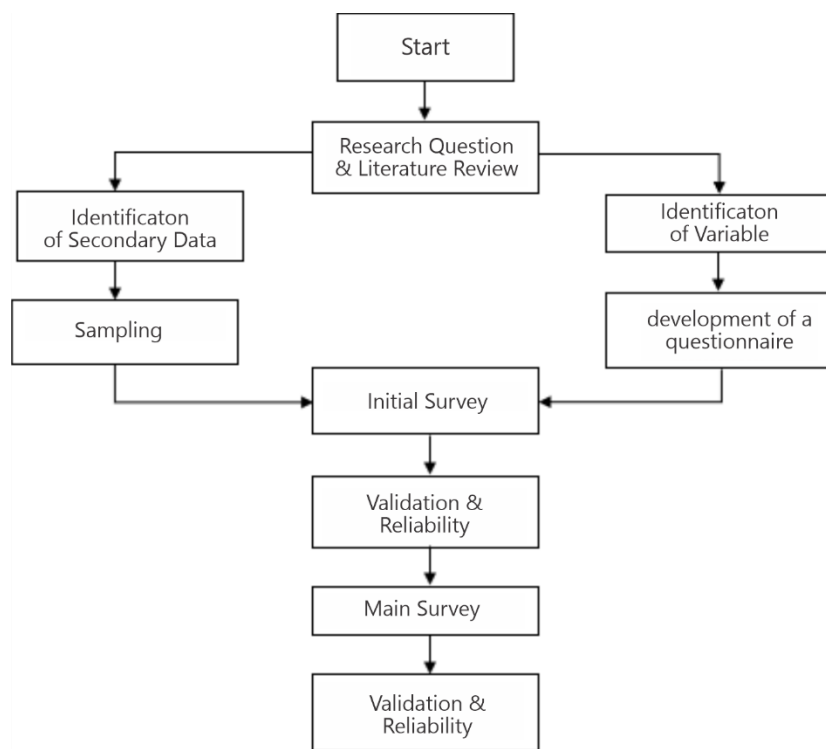 Start
Research Question
& Literature Review
Identificaton
of Secondary Data
Identificaton
of Variable
Sampling
development of a
questionnaire
Initial Survey
Validation &
Reliability
Main Survey
Validation &
Reliability